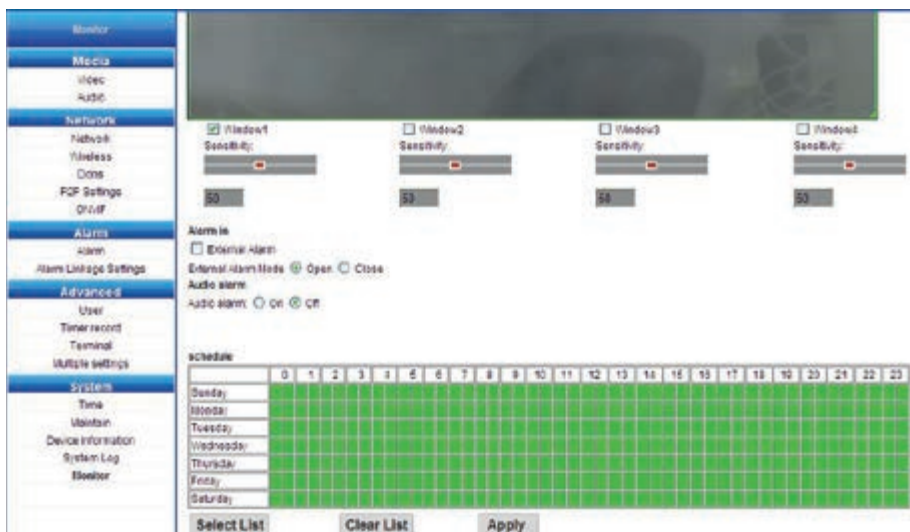 Monitor
Media
Video
Audio
Network
Network
Wireless
Ddns
P2P Settings
ONVIF
Alarm
Alarm
Alarm Linkage Settings
Advanced
User
Timer record
Terminal
Multiple settings
System
Time
Maintain
Device information
System Log
Monitor
Window1 Window2 Window3 Window4
Sensitivity: Sensitivity: Sensitivity: Sensitivity:
50 50 50 50
Alarm in
External Alarm
External Alarm Mode Open Close
Audio alarm
Audio alarm: On Off
schedule
0 1 2 3 4 5 6 7 8 9 10 11 12 13 14 15 16 17 18 19 20 21 22 23
Sunday
Monday
Tuesday
Wednesday
Thursday
Friday
Saturday
Select List Clear List Apply